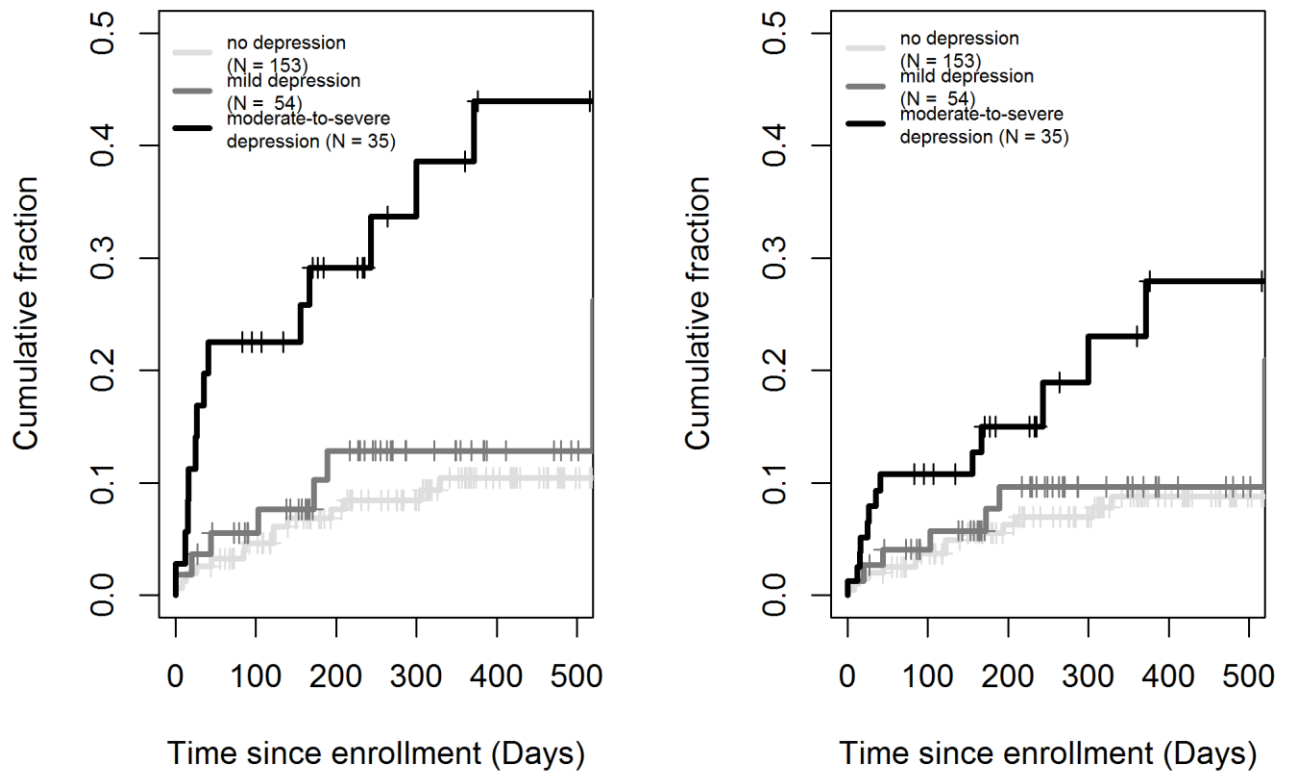 0.5
0.4
0.3
0.2
0.1
0.0
Cumulative fraction
no depression
(N = 153)
mild depression
(N = 54)
moderate-to-severe
depression (N = 35)
0 100 200 300 400 500
Time since enrollment (Days)
0.5
0.4
0.3
0.2
0.1
0.0
Cumulative fraction
no depression
(N = 153)
mild depression
(N = 54)
moderate-to-severe
depression (N = 35)
0 100 200 300 400 500
Time since enrollment (Days)